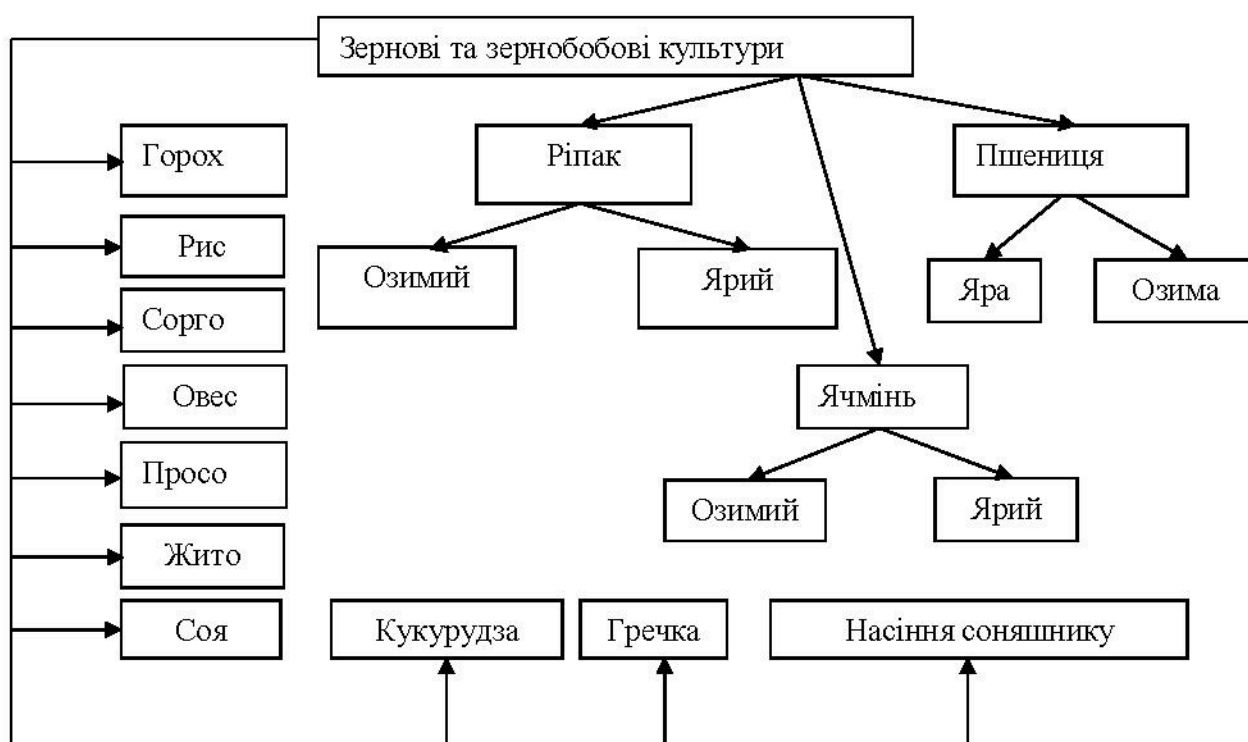 Зернові та зернобобові культури
Горох
Ріпак
Пшениця
Рис
Озимий
Ярий
Яра
Озима
Сорго
Овес
Ячмінь
Просо
Озимий
Ярий
Жито
Соя
Кукурудза
Гречка
Насіння соняшнику